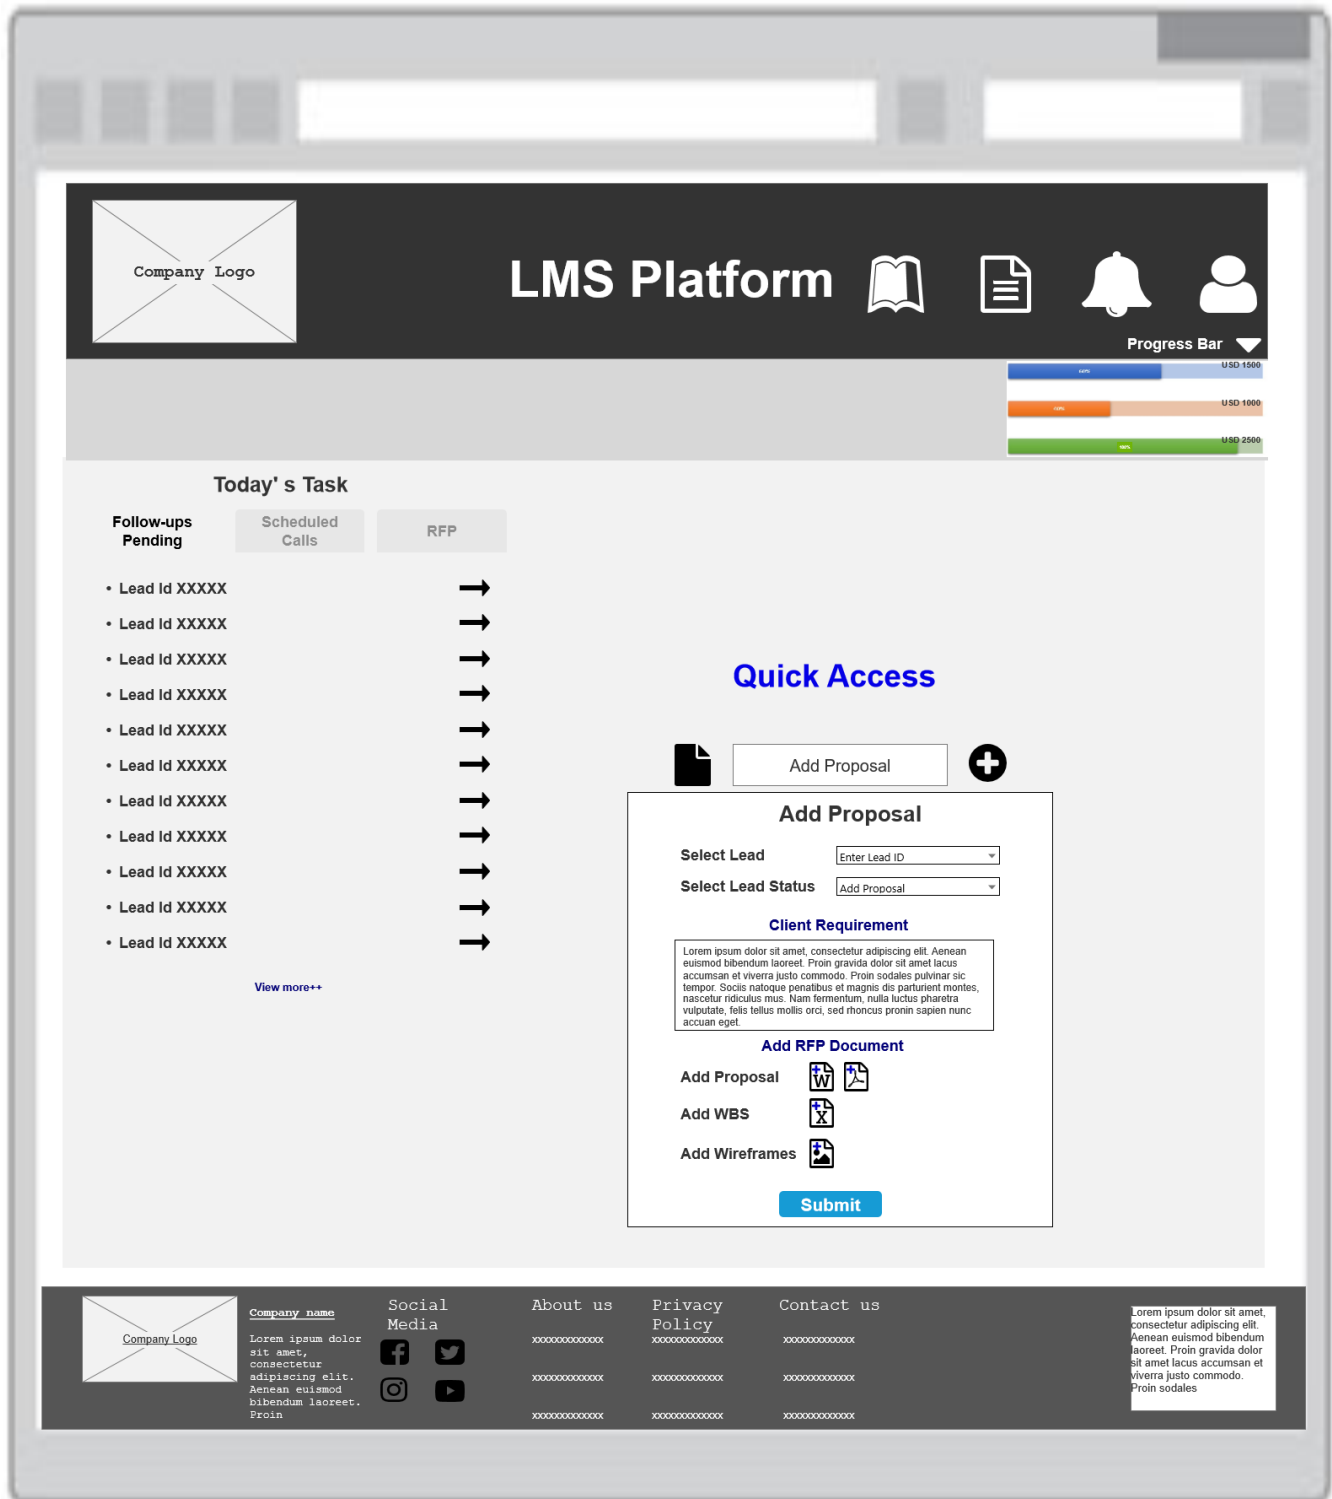 Company Logo
LMS Platform
Progress Bar
USD 1500
USD 1000
USD 2500
Today' s Task
Follow-ups
Pending
Scheduled
Calls
RFP
• Lead Id XXXXX
• Lead Id XXXXX
• Lead Id XXXXX
• Lead Id XXXXX
• Lead Id XXXXX
• Lead Id XXXXX
• Lead Id XXXXX
• Lead Id XXXXX
• Lead Id XXXXX
• Lead Id XXXXX
• Lead Id XXXXX
View more++
Quick Access
Add Proposal
Add Proposal
Select Lead
Enter Lead ID
Select Lead Status
Add Proposal
Client Requirement
Lorem ipsum dolor sit amet, consectetur adipiscing elit. Aenean
euismod bibendum laoreet. Proin gravida dolor sit amet lacus
accumsan et viverra justo commodo. Proin sodales pulvinar sic
tempor. Sociis natoque penatibus et magnis dis parturient montes,
nascetur ridiculus mus. Nam fermentum, nulla luctus pharetra
vulputate, felis tellus mollis orci, sed rhoncus pronin sapien nunc
accuan eget.
Add RFP Document
Add Proposal
W
Add WBS
X
Add Wireframes
Submit
Company Logo
Company name
Lorem ipsum dolor
sit amet,
consectetur
adipiscing elit.
Aenean euismod
bibendum laoreet.
Proin
Social
Media
About us
xxxxxxxxxxxxx
xxxxxxxxxxxxx
xxxxxxxxxxxxx
Privacy
Policy
xxxxxxxxxxxxx
xxxxxxxxxxxxx
xxxxxxxxxxxxx
Contact us
xxxxxxxxxxxxx
xxxxxxxxxxxxx
xxxxxxxxxxxxx
Lorem ipsum dolor sit amet,
consectetur adipiscing elit.
Aenean euismod bibendum
laoreet. Proin gravida dolor
sit amet lacus accumsan et
viverra justo commodo.
Proin sodales